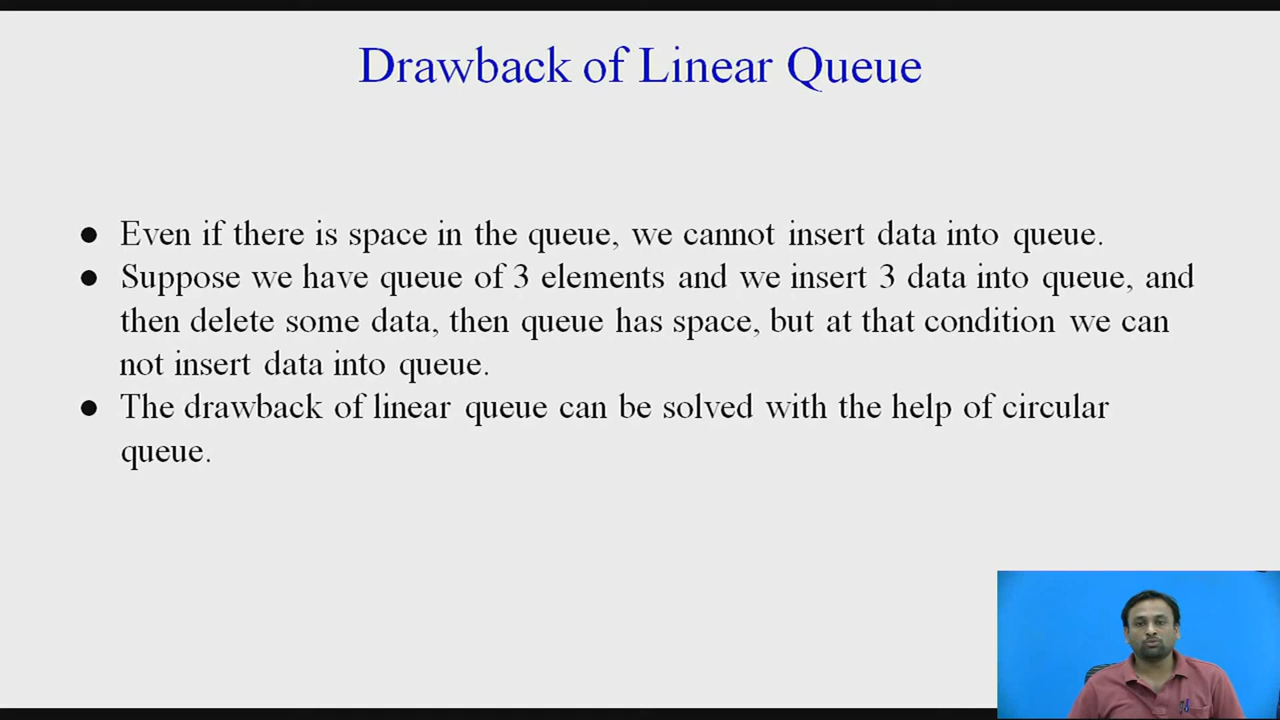 Drawback of Linear Queue
● Even if there is space in the queue, we cannot insert data into queue.
● Suppose we have queue of 3 elements and we insert 3 data into queue, and
then delete some data, then queue has space, but at that condition we can
not insert data into queue.
● The drawback of linear queue can be solved with the help of circular
queue.